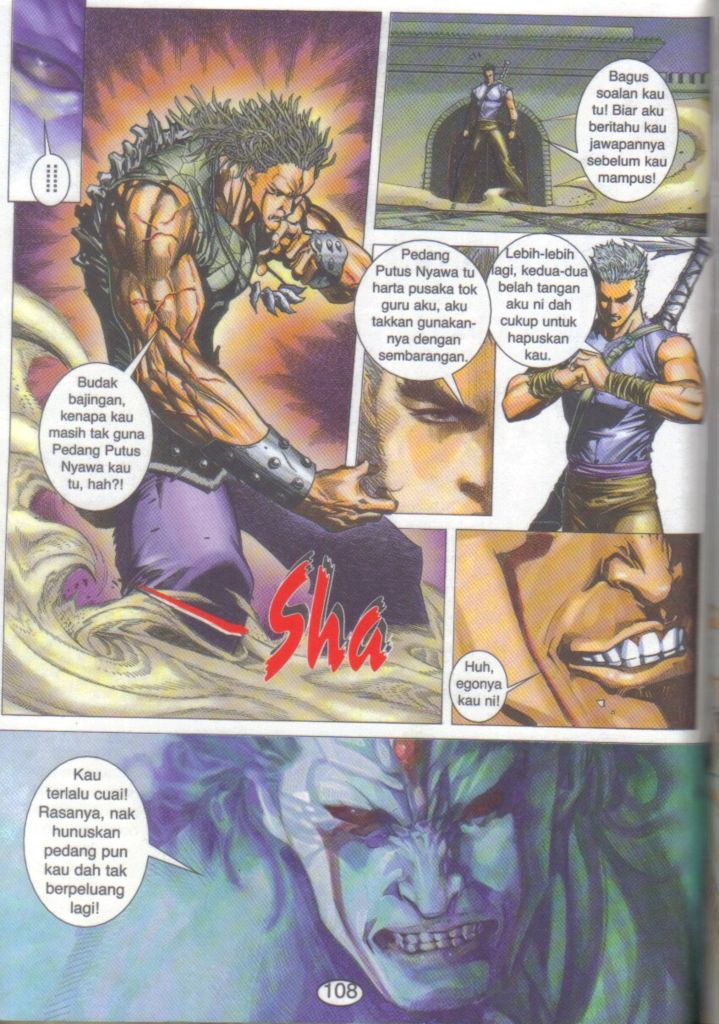 Budak
bajingan,
kenapa kau
masih tak guna
Pedang Putus
Nyawa kau
tu, hah?!
Bagus
soalan kau
tu! Biar aku
beritahu kau
jawapannya
sebelum kau
mampus!
Pedang
Putus Nyawa tu
harta pusaka tok
guru aku, aku
takkan gunakan-
nya dengan
sembarangan.
Lebih-lebih
lagi, kedua-dua
belah tangan
aku ni dah
cukup untuk
hapuskan
kau.
Sha
Huh,
egonya
kau ni!
Kau
terlalu cuai!
Rasanya, nak
hunuskan
pedang pun
kau dah tak
berpeluang
lagi!
108